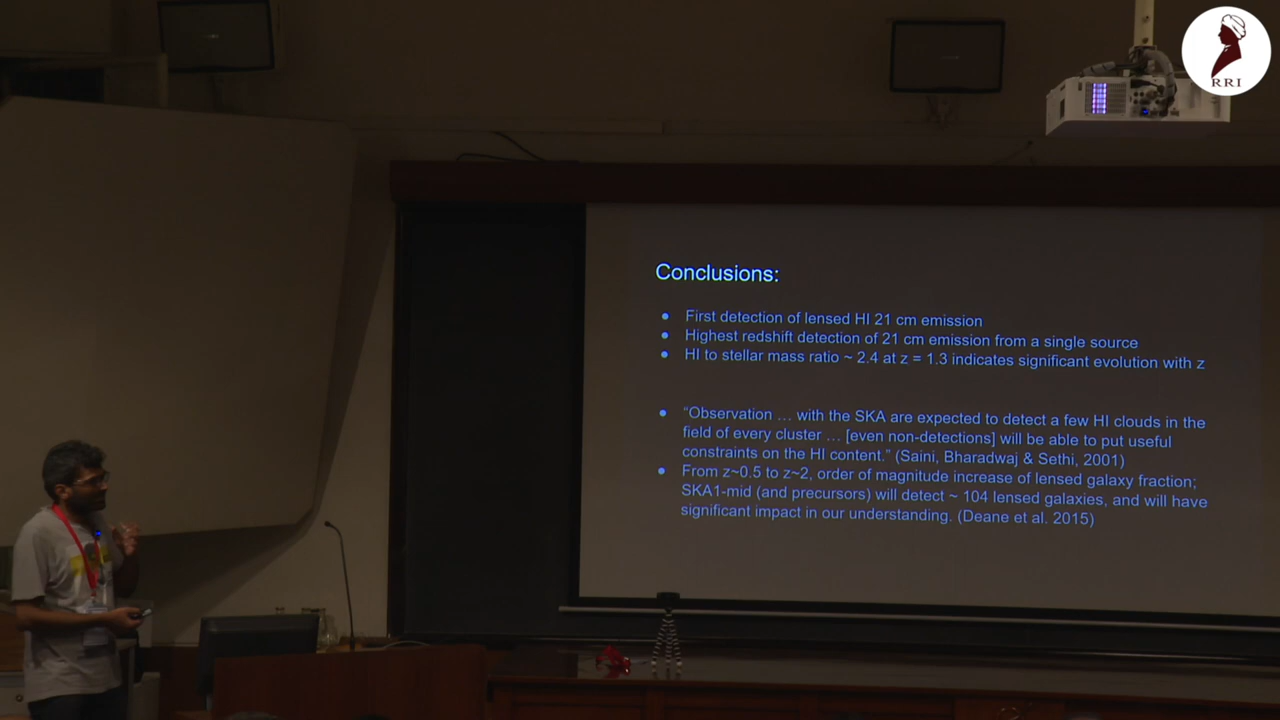 RRI
Conclusions:
● First detection of lensed HI 21 cm emission
● Highest redshift detection of 21 cm emission from a single source
● HI to stellar mass ratio ~ 2.4 at z = 1.3 indicates significant evolution with z
● “Observation … with the SKA are expected to detect a few HI clouds in the
field of every cluster … [even non-detections] will be able to put useful
constraints on the HI content.” (Saini, Bharadwaj & Sethi, 2001)
● From z~0.5 to z~2, order of magnitude increase of lensed galaxy fraction;
SKA1-mid (and precursors) will detect ~ 104 lensed galaxies, and will have
significant impact in our understanding. (Deane et al. 2015)